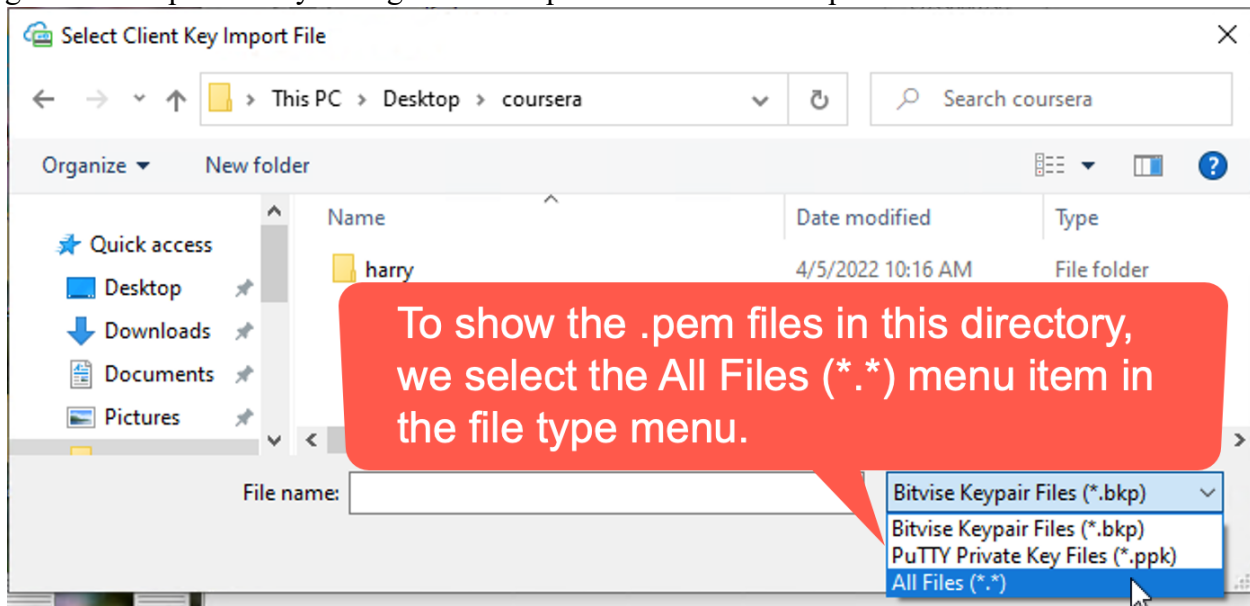 Select Client Key Import File
This PC > Desktop > coursera
Search coursera
Organize
New folder
Name
Date modified
Type
Quick access
harry
4/5/2022 10:16 AM
File folder
Desktop
Downloads
Documents
Pictures
To show the .pem files in this directory,
we select the All Files (*.*) menu item in
the file type menu.
File name:
Bitvise Keypair Files (*.bkp)
Bitvise Keypair Files (*.bkp)
PuTTY Private Key Files (*.ppk)
All Files (*.*)